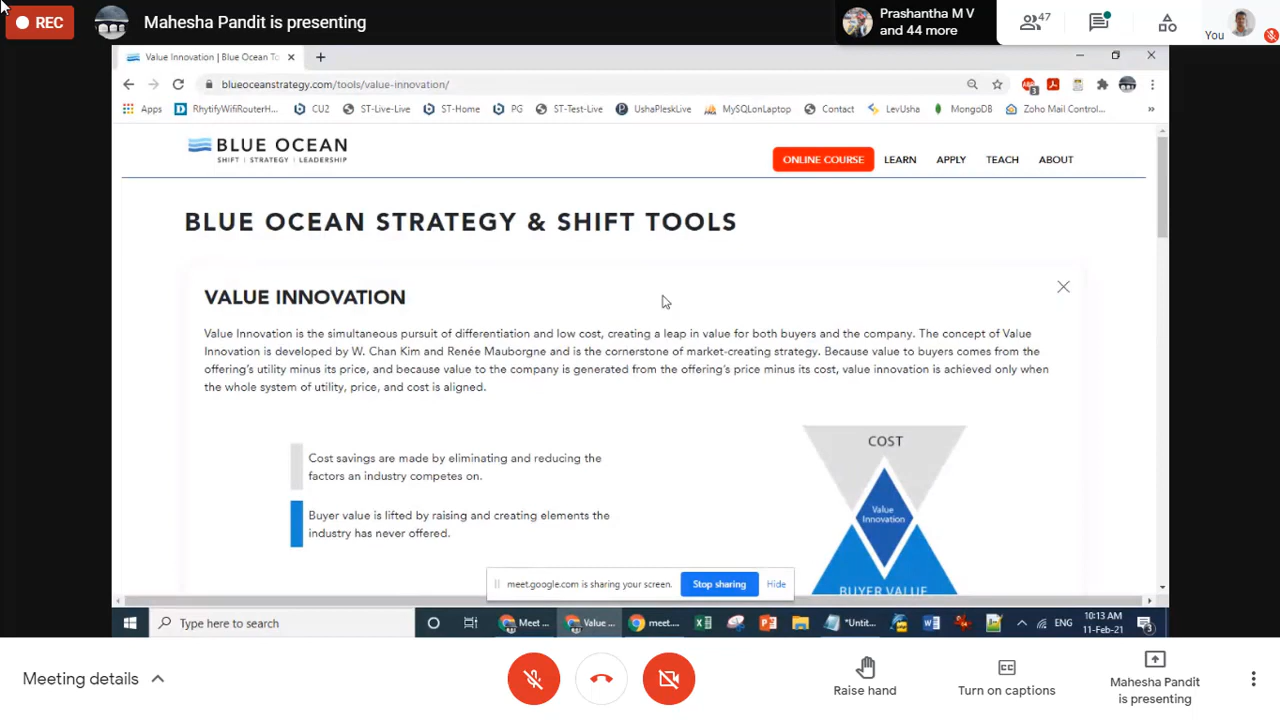 REC
Mahesha Pandit is presenting
Prashantha M V
and 44 more
47
You
Value Innovation | Blue Ocean To
blueoceanstrategy.com/tools/value-innovation/
Apps RhytifyWifiRouterH... CU2 ST-Live-Live ST-Home PG ST-Test-Live UshaPleskLive MySQLonLaptop Contact LevUsha MongoDB Zoho Mail Control... »
BLUE OCEAN
SHIFT | STRATEGY | LEADERSHIP
ONLINE COURSE LEARN APPLY TEACH ABOUT
BLUE OCEAN STRATEGY & SHIFT TOOLS
VALUE INNOVATION
Value Innovation is the simultaneous pursuit of differentiation and low cost, creating a leap in value for both buyers and the company. The concept of Value
Innovation is developed by W. Chan Kim and Renée Mauborgne and is the cornerstone of market-creating strategy. Because value to buyers comes from the
offering's utility minus its price, and because value to the company is generated from the offering's price minus its cost, value innovation is achieved only when
the whole system of utility, price, and cost is aligned.
Cost savings are made by eliminating and reducing the
factors an industry competes on.
Buyer value is lifted by raising and creating elements the
industry has never offered.
COST
Value
Innovation
BUYER VALUE
meet.google.com is sharing your screen. Stop sharing Hide
Type here to search
Meet ... Value ... meet.... *Untit...
ENG
10:13 AM
11-Feb-21
3
Meeting details
Raise hand
Turn on captions
Mahesha Pandit
is presenting